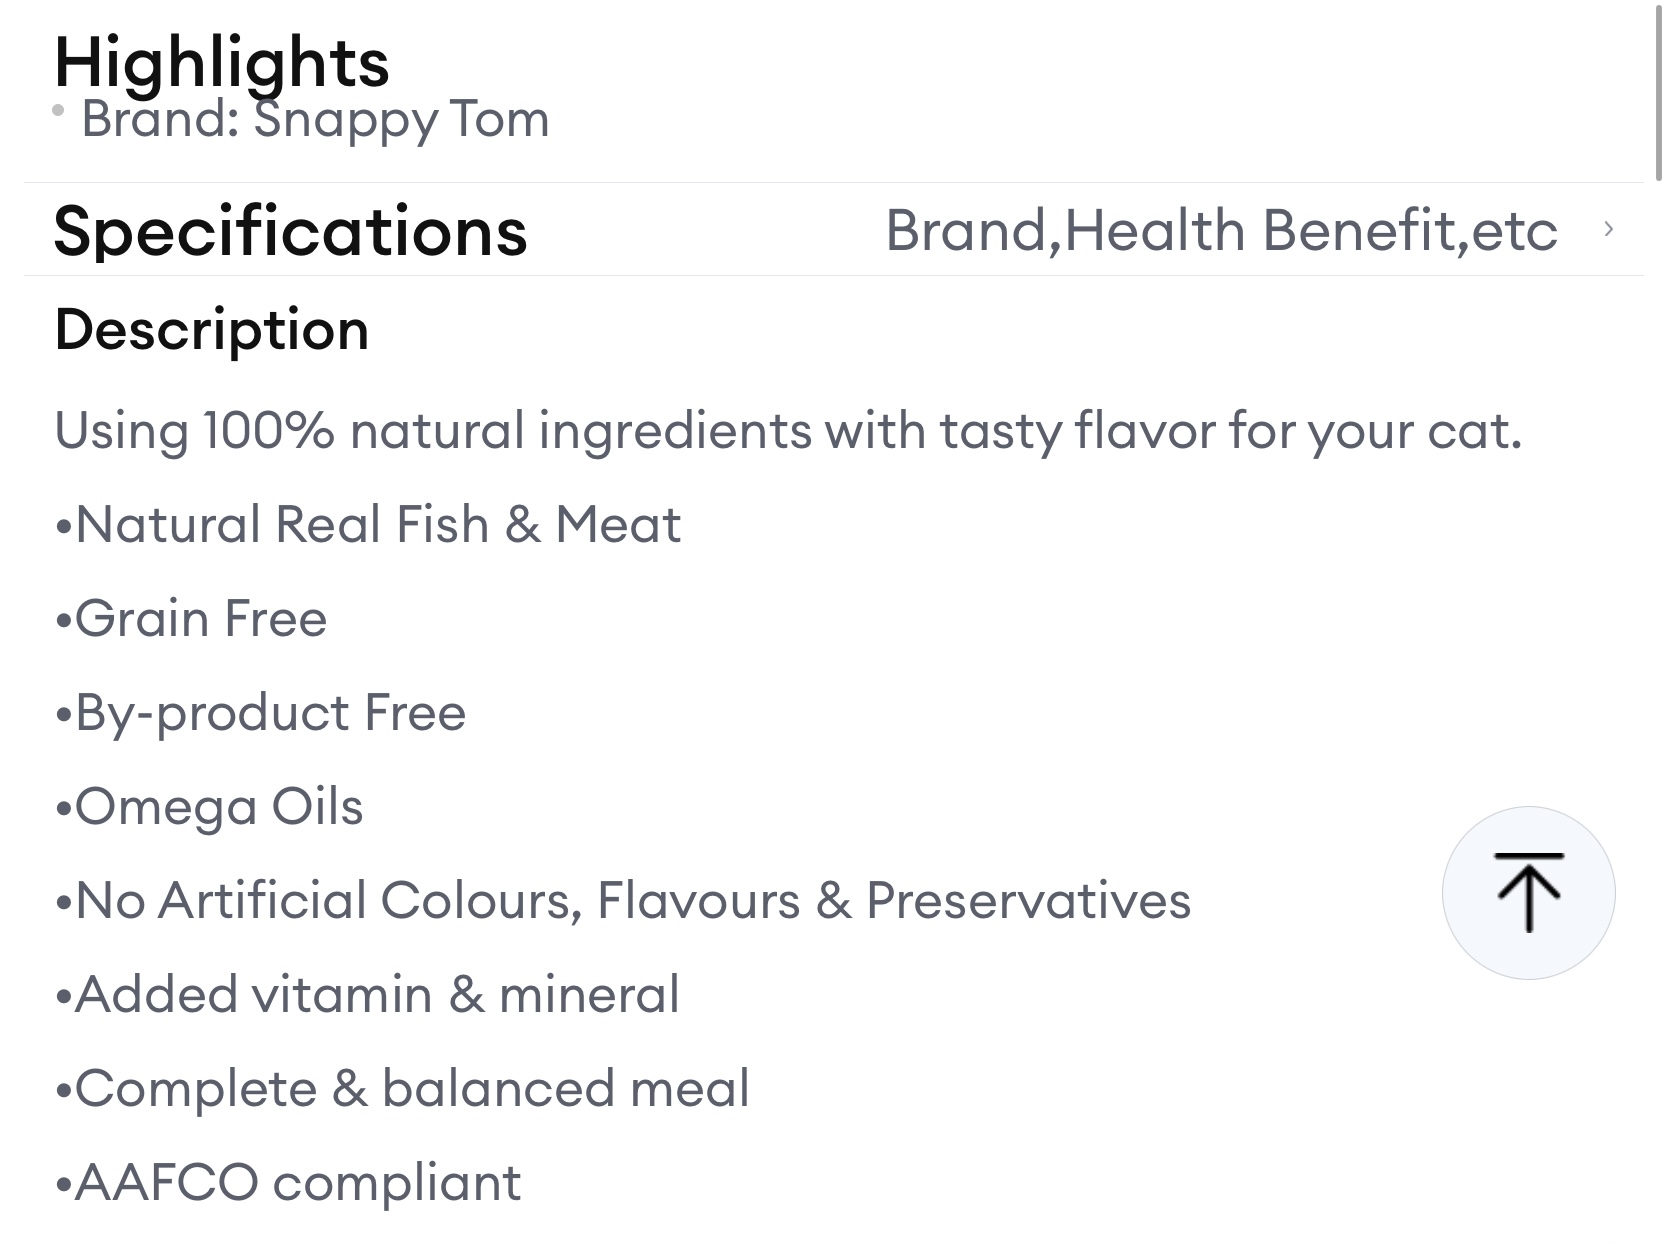 Highlights
• Brand: Snappy Tom
Specifications Brand,Health Benefit,etc ›
Description
Using 100% natural ingredients with tasty flavor for your cat.
•Natural Real Fish & Meat
•Grain Free
•By-product Free
•Omega Oils
•No Artificial Colours, Flavours & Preservatives
•Added vitamin & mineral
•Complete & balanced meal
•AAFCO compliant